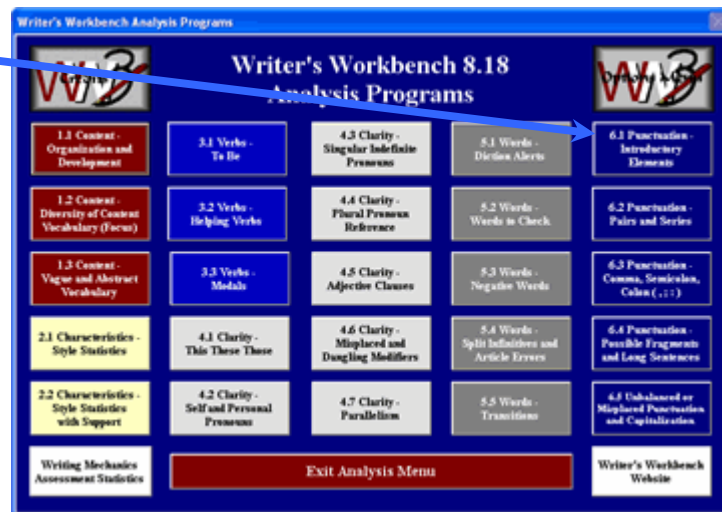 Writer's Workbench Analysis Programs
Writer's Workbench 8.18
Analysis Programs
1.1 Content -
Organization and
Development
3.1 Verbs -
To Be
4.3 Clarity -
Singular Indefinite
Pronouns
5.1 Words -
Diction Alerts
6.1 Punctuation -
Introductory
Elements
1.2 Content -
Diversity of Content
Vocabulary (Focus)
3.2 Verbs -
Helping Verbs
4.4 Clarity -
Plural Pronoun
Reference
5.2 Words -
Words to Check
6.2 Punctuation -
Pairs and Series
1.3 Content -
Vague and Abstract
Vocabulary
3.3 Verbs -
Modals
4.5 Clarity -
Adjective Clauses
5.3 Words -
Negative Words
6.3 Punctuation -
Comma, Semicolon,
Colon ( , ; : )
2.1 Characteristics -
Style Statistics
4.1 Clarity -
This These Those
4.6 Clarity -
Misplaced and
Dangling Modifiers
5.4 Words -
Split Infinitives and
Article Errors
6.4 Punctuation -
Possible Fragments
and Long Sentences
2.2 Characteristics -
Style Statistics
with Support
4.2 Clarity -
Self and Personal
Pronouns
4.7 Clarity -
Parallelism
5.5 Words -
Transitions
6.5 Unbalanced or
Misplaced Punctuation
and Capitalization
Writing Mechanics
Assessment Statistics
Exit Analysis Menu
Writer's Workbench
Website